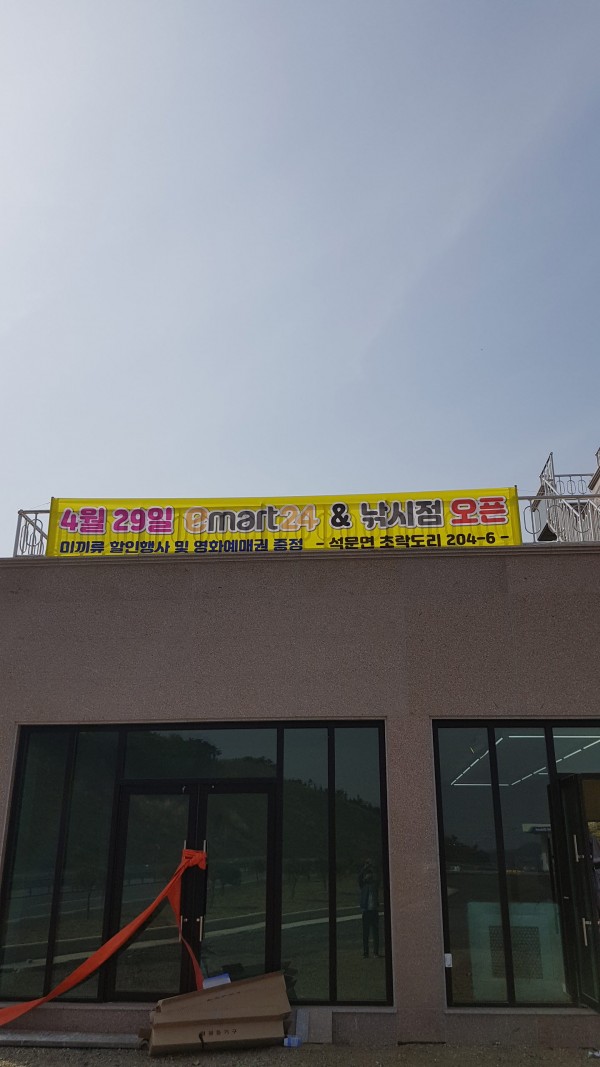 4월 29일 emart24 & 낚시점 오픈
미끼류 할인행사 및 영화예매권 증정 - 석문면 초락도리 204-6 -